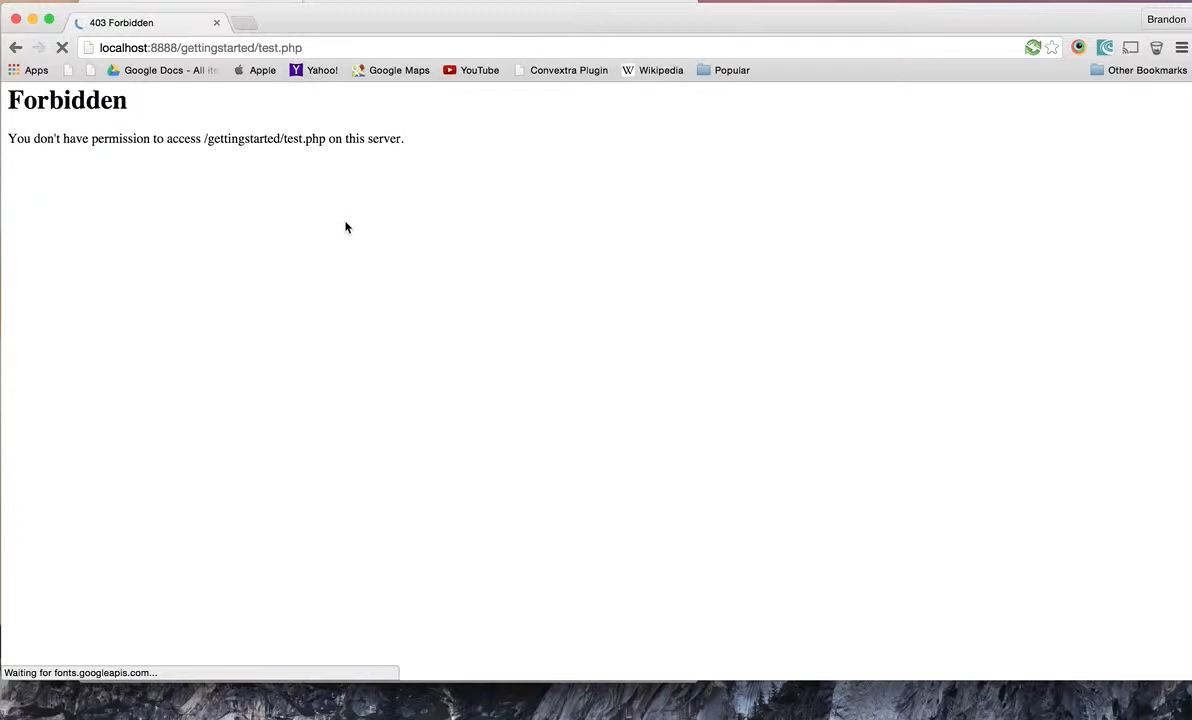 403 Forbidden
Brandon
localhost:8888/gettingstarted/test.php
Apps
Google Docs - All ite
Apple
Yahoo!
Google Maps
YouTube
Convextra Plugin
W Wikipedia
Popular
Other Bookmarks
Forbidden
You don't have permission to access /gettingstarted/test.php on this server.
Waiting for fonts.googleapis.com...